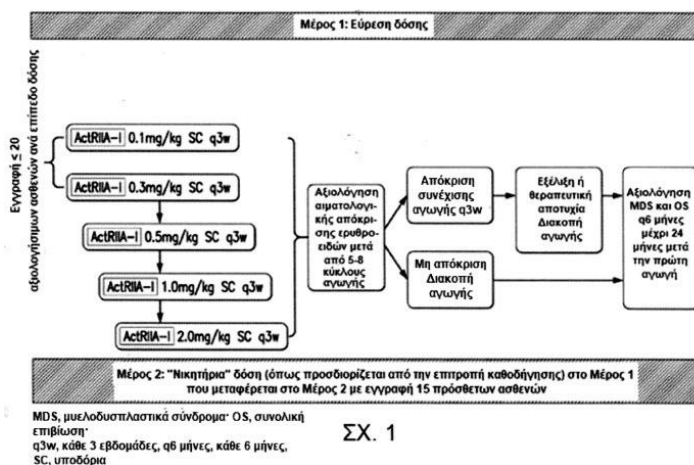 Μέρος 1: Εύρεση δόσης
Εγγραφή ≤ 20
αξιολογήσιμων ασθενών ανά επίπεδο δόσης
ActRIIA-I 0.1mg/kg SC q3w
ActRIIA-I 0.3mg/kg SC q3w
ActRIIA-I 0.5mg/kg SC q3w
ActRIIA-I 1.0mg/kg SC q3w
ActRIIA-I 2.0mg/kg SC q3w
Αξιολόγηση
αιματολογι-
κής απόκρι-
σης ερυθρο-
ειδών μετά
από 5-8
κύκλους
αγωγής
Απόκριση
συνέχισης
αγωγής q3w
Μη απόκριση
Διακοπή
αγωγής
Εξέλιξη ή
θεραπευτική
αποτυχία
Διακοπή
αγωγής
Αξιολόγηση
MDS και OS
q6 μήνες
μέχρι 24
μήνες μετά
την πρώτη
αγωγή
Μέρος 2: "Νικητήρια" δόση (όπως προσδιορίζεται από την επιτροπή καθοδήγησης) στο Μέρος 1
που μεταφέρεται στο Μέρος 2 με εγγραφή 15 πρόσθετων ασθενών
MDS, μυελοδυσπλαστικά σύνδρομα· OS, συνολική
επιβίωση·
q3w, κάθε 3 εβδομάδες, q6 μήνες, κάθε 6 μήνες,
SC, υποδόρια
ΣΧ. 1